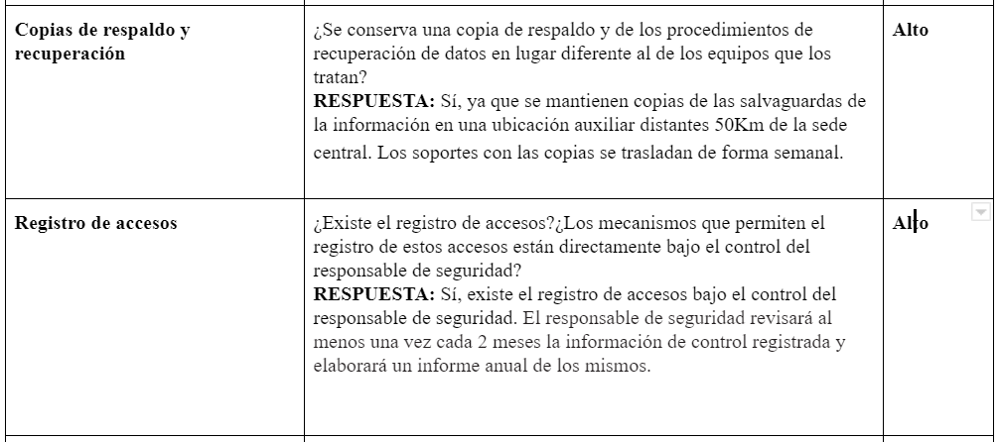 Copias de respaldo y
recuperación
¿Se conserva una copia de respaldo y de los procedimientos de
recuperación de datos en lugar diferente al de los equipos que los
tratan?
RESPUESTA: Sí, ya que se mantienen copias de las salvaguardas de
la información en una ubicación auxiliar distantes 50Km de la sede
central. Los soportes con las copias se trasladan de forma semanal.
Alto
Registro de accesos
¿Existe el registro de accesos?¿Los mecanismos que permiten el
registro de estos accesos están directamente bajo el control del
responsable de seguridad?
RESPUESTA: Sí, existe el registro de accesos bajo el control del
responsable de seguridad. El responsable de seguridad revisará al
menos una vez cada 2 meses la información de control registrada y
elaborará un informe anual de los mismos.
Alto